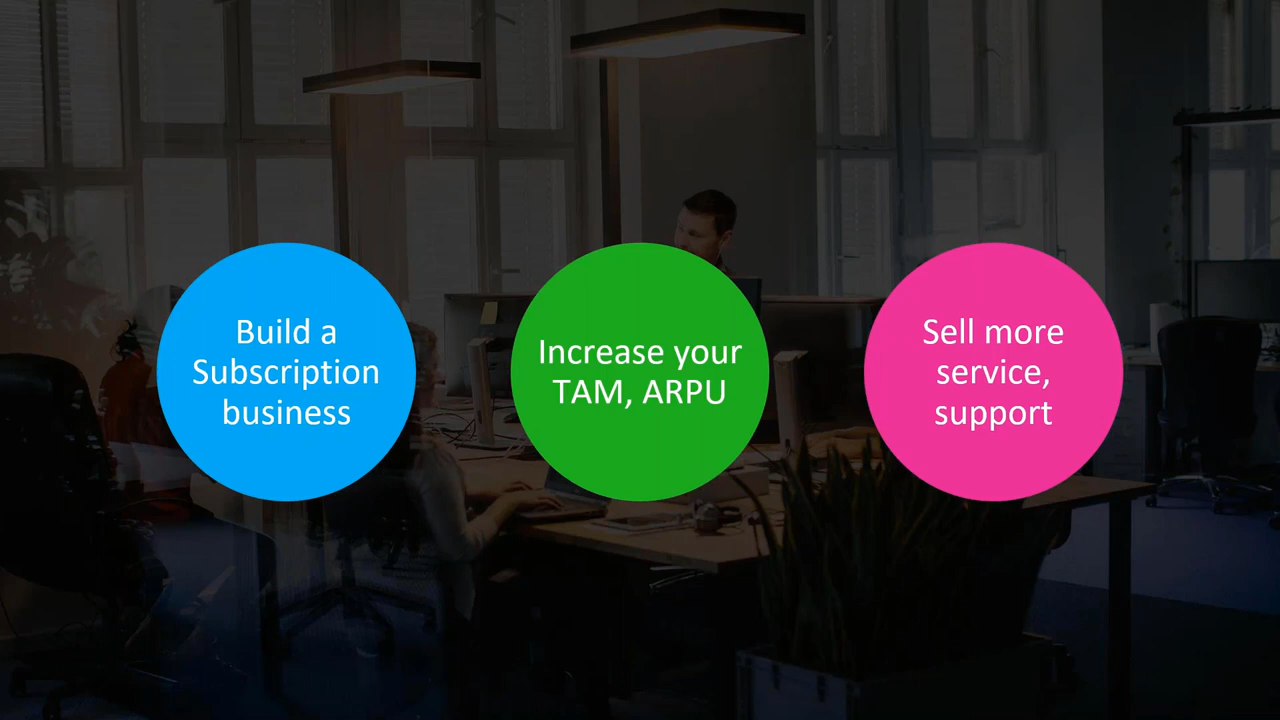 Build a
Subscription
business
Increase your
TAM, ARPU
Sell more
service,
support